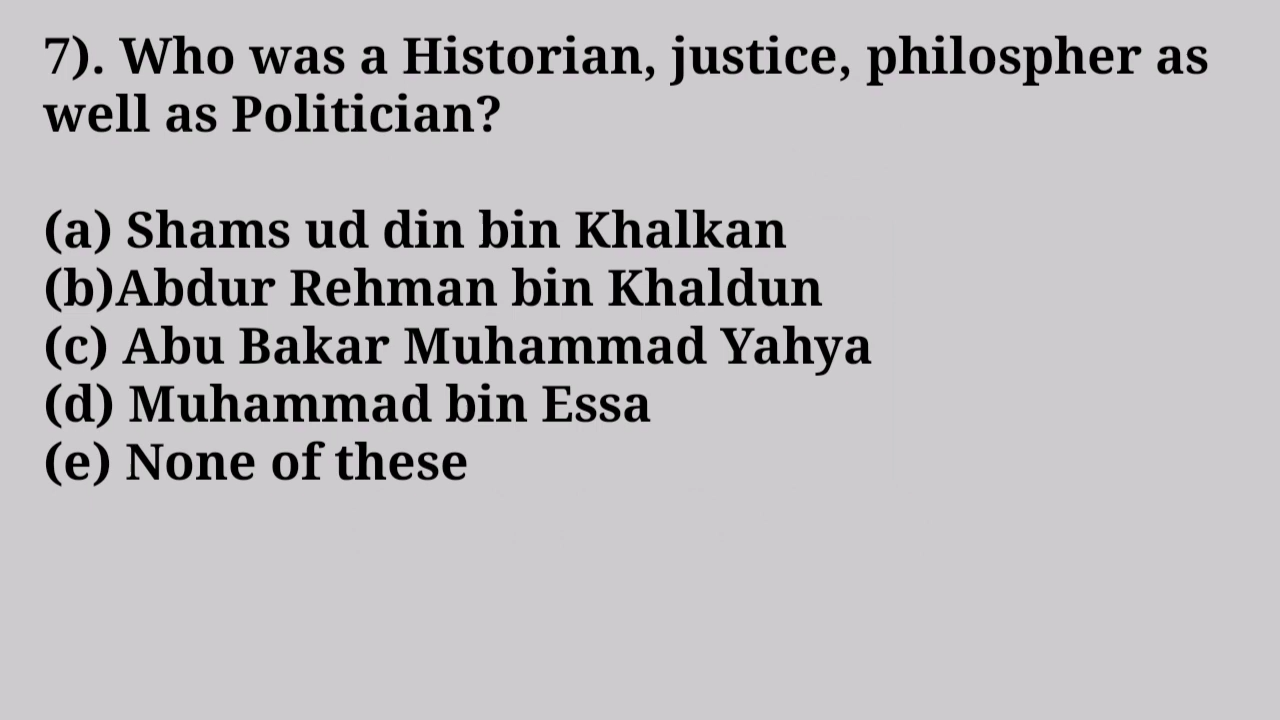 7). Who was a Historian, justice, philospher as
well as Politician?
(a) Shams ud din bin Khalkan
(b)Abdur Rehman bin Khaldun
(c) Abu Bakar Muhammad Yahya
(d) Muhammad bin Essa
(e) None of these